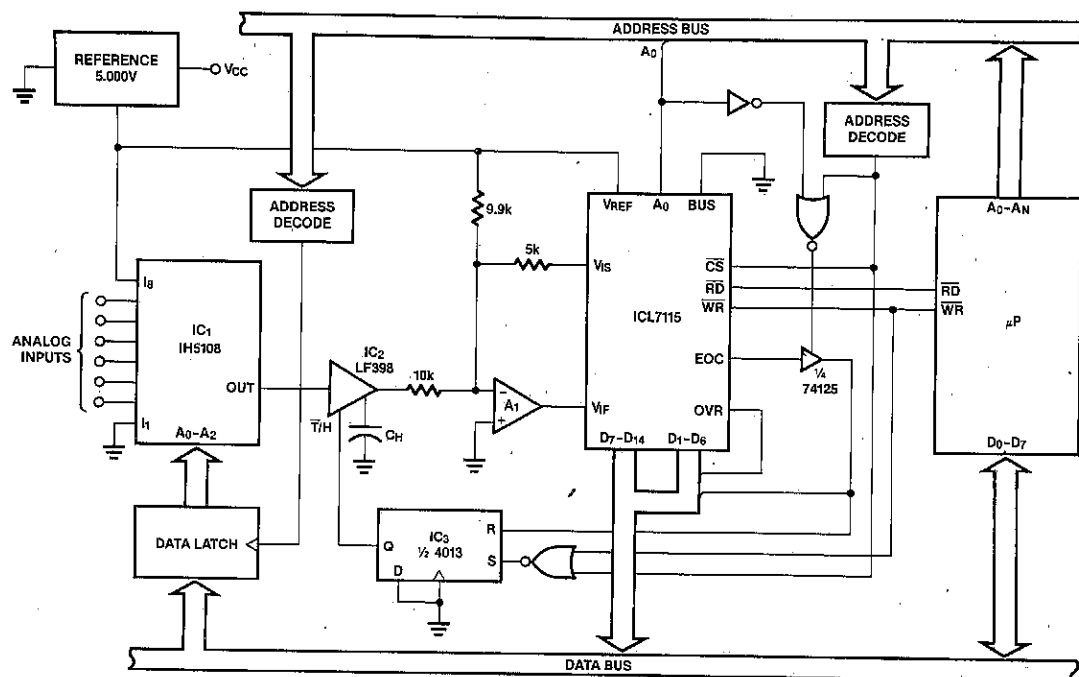 ADDRESS BUS
REFERENCE
5.000V
VCC
A0
ADDRESS
DECODE
ADDRESS
DECODE
9.9k
5k
VREF
A0
BUS
VIS
CS
RD
WR
ICL7115
EOC
OVR
VIF
D7–D14
D1–D6
A0–AN
RD
WR
μP
D0–D7
¼
74125
I8
ANALOG
INPUTS
IC1
IH5108
OUT
I1
A0–A2
IC2
LF398
10k
T/H
CH
A1
−
+
DATA LATCH
IC3
½ 4013
Q
R
S
D
DATA BUS